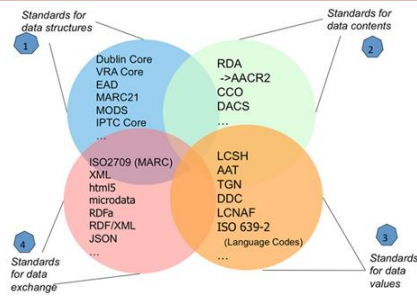 Standards for
data structures
1
Standards for
data contents
2
Dublin Core
VRA Core
EAD
MARC21
MODS
IPTC Core
...
RDA
->AACR2
CCO
DACS
...
ISO2709 (MARC)
XML
html5
microdata
RDFa
RDF/XML
JSON
...
LCSH
AAT
TGN
DDC
LCNAF
ISO 639-2
(Language Codes)
...
4
Standards
for data
exchange
3
Standards
for data
values